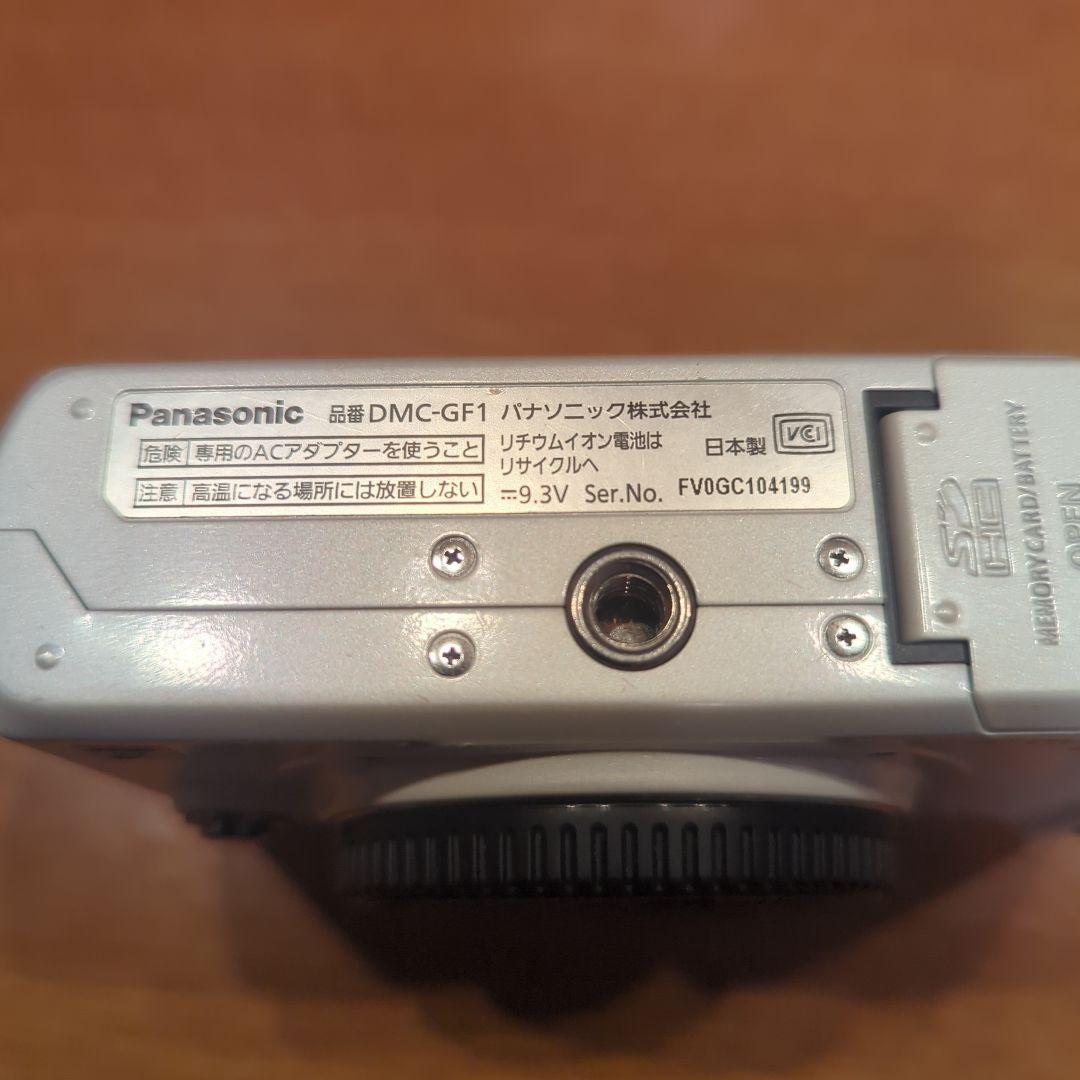 Panasonic 品番 DMC-GF1 パナソニック株式会社
危険 専用のACアダプターを使うこと
注意 高温になる場所には放置しない
リチウムイオン電池は
リサイクルへ
日本製 VCI
⎓9.3V Ser.No. FV0GC104199
SD
HC
MEMORY CARD/BATTERY
OPEN